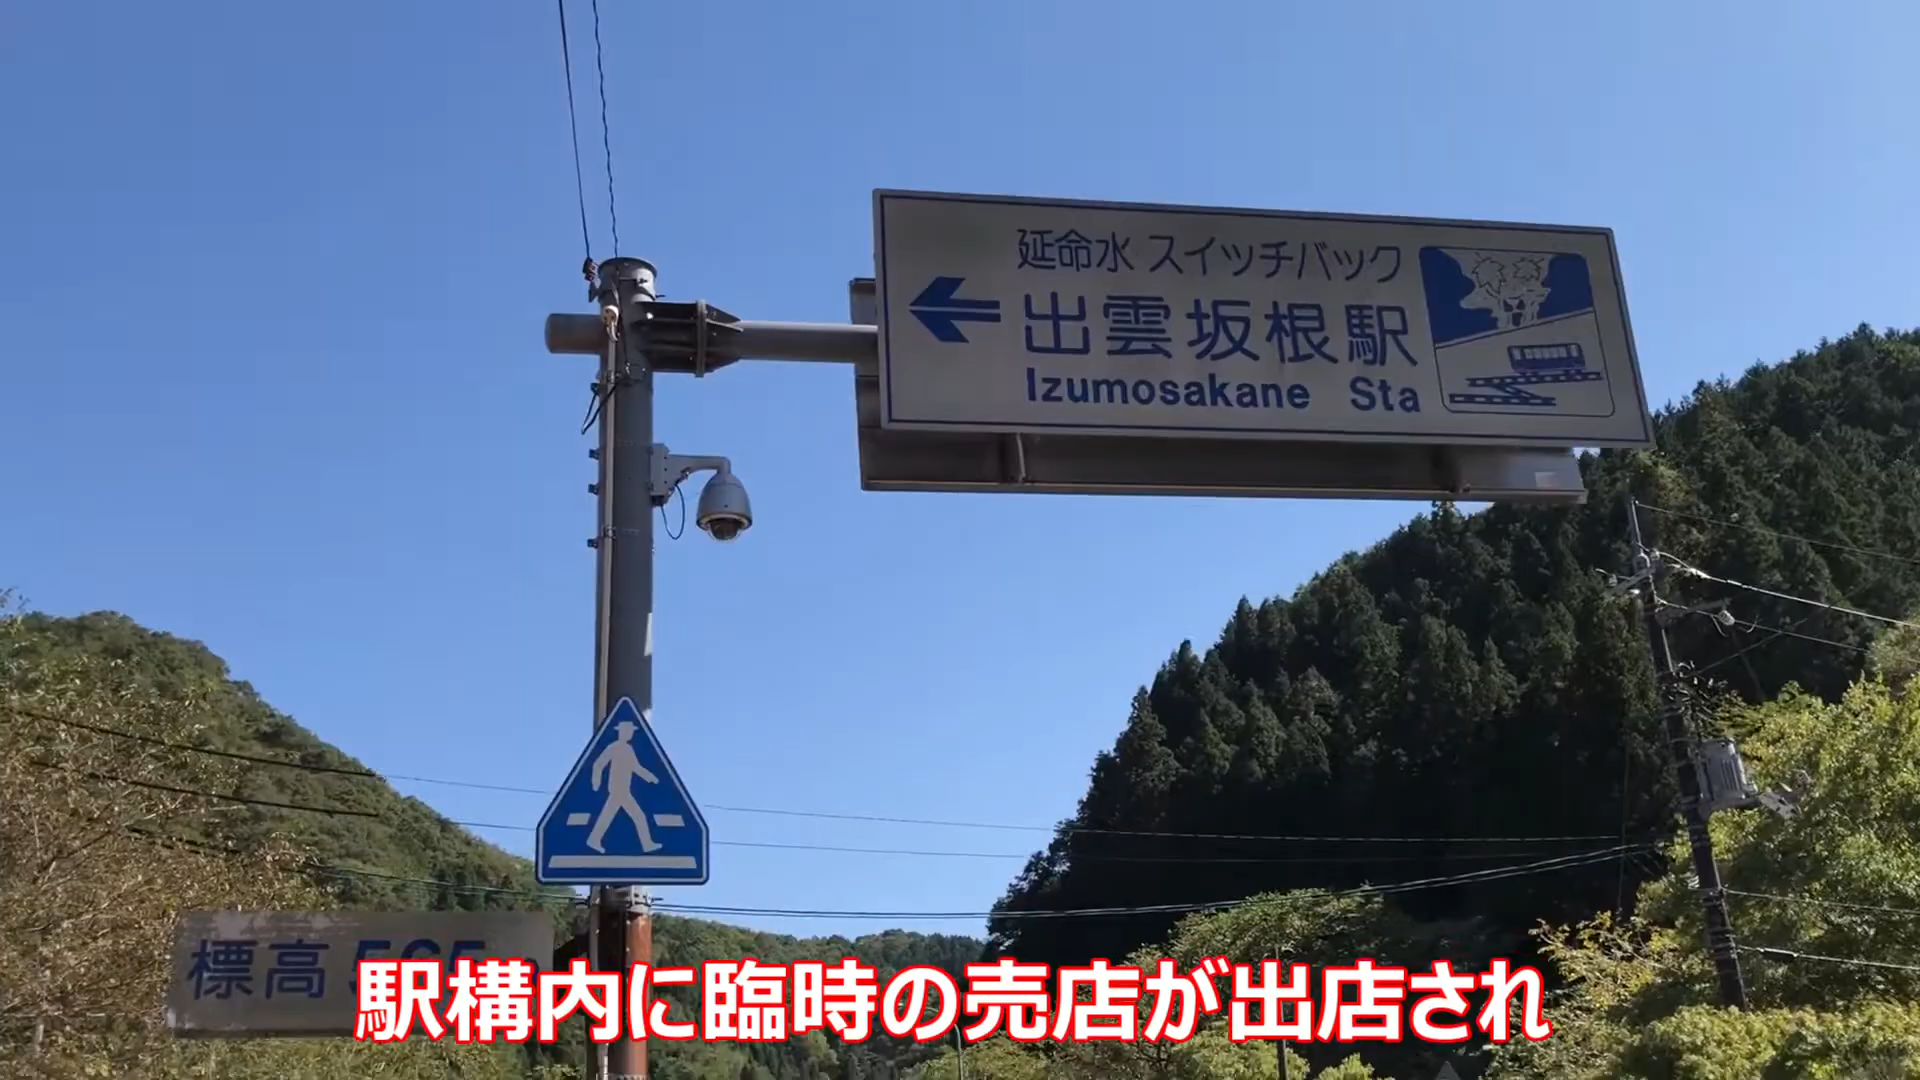 延命水 スイッチバック
出雲坂根駅
Izumosakane Sta
標高
駅構内に臨時の売店が出店され